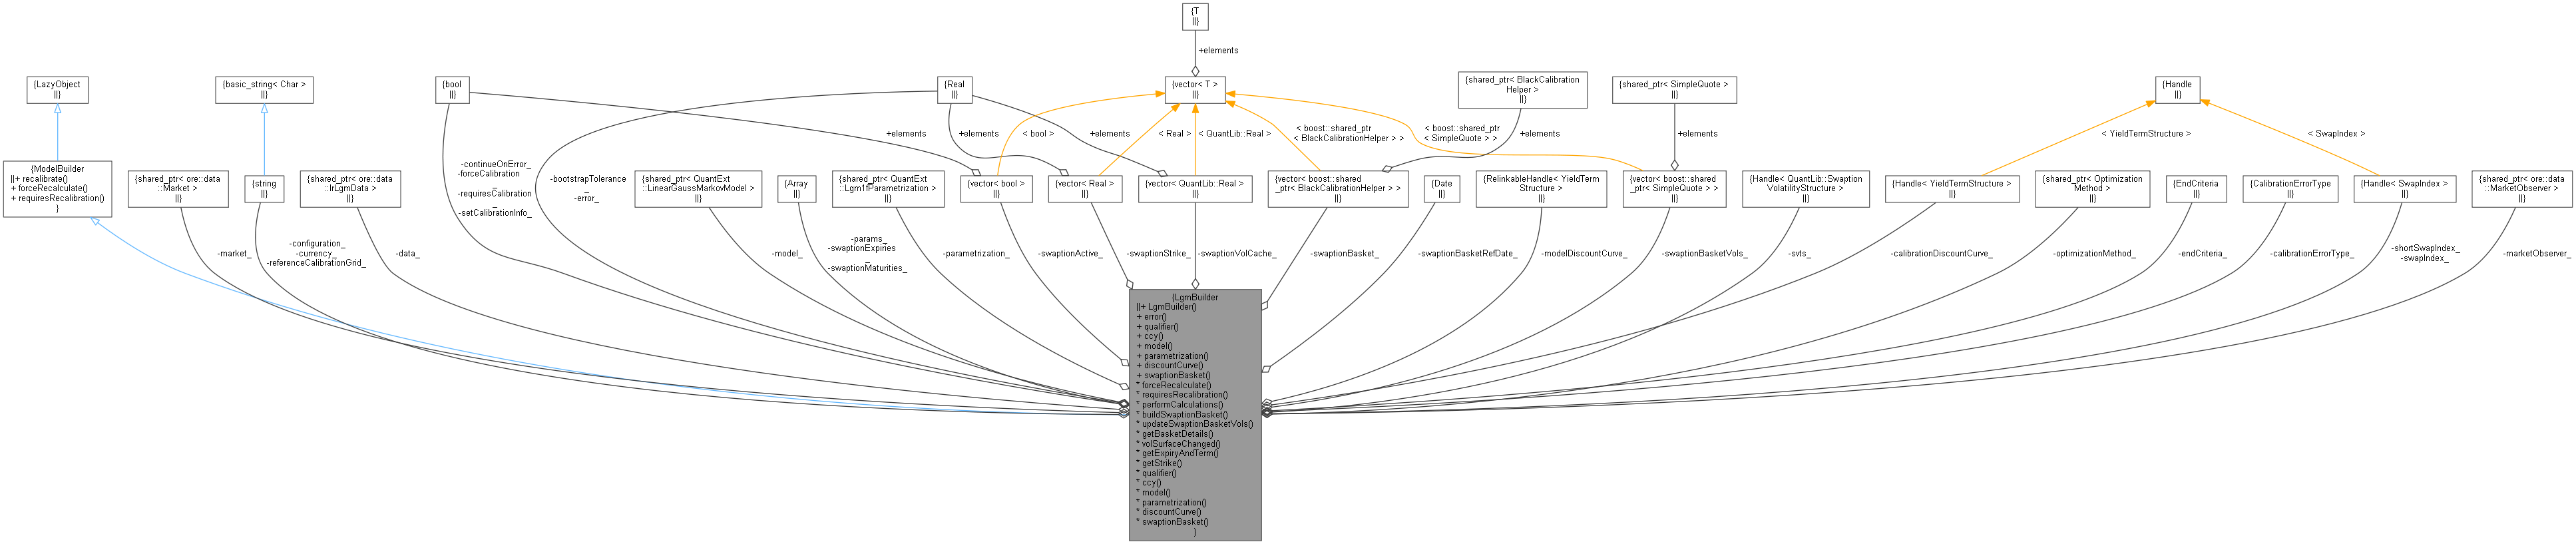 {T
||}
+elements
{LazyObject
||}
{basic_string< Char >
||}
{bool
||}
{Real
||}
{vector< T >
||}
{shared_ptr< BlackCalibration
Helper >
||}
{shared_ptr< SimpleQuote >
||}
{Handle
||}
+elements
+elements
< bool >
< Real >
+elements
< QuantLib::Real >
< boost::shared_ptr
< BlackCalibrationHelper > >
< boost::shared_ptr
< SimpleQuote > >
+elements
+elements
< YieldTermStructure >
< SwapIndex >
{ModelBuilder
||+ recalibrate()
+ forceRecalculate()
+ requiresRecalibration()
}
{shared_ptr< ore::data
::Market >
||}
{string
||}
{shared_ptr< ore::data
::IrLgmData >
||}
-continueOnError_
-forceCalibration
_
-requiresCalibration
_
-setCalibrationInfo_
-bootstrapTolerance
_
-error_
{shared_ptr< QuantExt
::LinearGaussMarkovModel >
||}
{Array
||}
{shared_ptr< QuantExt
::Lgm1fParametrization >
||}
{vector< bool >
||}
{vector< Real >
||}
{vector< QuantLib::Real >
||}
{vector< boost::shared
_ptr< BlackCalibrationHelper > >
||}
{Date
||}
{RelinkableHandle< YieldTerm
Structure >
||}
{vector< boost::shared
_ptr< SimpleQuote > >
||}
{Handle< QuantLib::Swaption
VolatilityStructure >
||}
{Handle< YieldTermStructure >
||}
{shared_ptr< Optimization
Method >
||}
{EndCriteria
||}
{CalibrationErrorType
||}
{Handle< SwapIndex >
||}
{shared_ptr< ore::data
::MarketObserver >
||}
-market_
-configuration_
-currency_
-referenceCalibrationGrid_
-data_
-model_
-params_
-swaptionExpiries
_
-swaptionMaturities_
-parametrization_
-swaptionActive_
-swaptionStrike_
-swaptionVolCache_
-swaptionBasket_
-swaptionBasketRefDate_
-modelDiscountCurve_
-swaptionBasketVols_
-svts_
-calibrationDiscountCurve_
-optimizationMethod_
-endCriteria_
-calibrationErrorType_
-shortSwapIndex_
-swapIndex_
-marketObserver_
{LgmBuilder
||+ LgmBuilder()
+ error()
+ qualifier()
+ ccy()
+ model()
+ parametrization()
+ discountCurve()
+ swaptionBasket()
* forceRecalculate()
* requiresRecalibration()
* performCalculations()
* buildSwaptionBasket()
* updateSwaptionBasketVols()
* getBasketDetails()
* volSurfaceChanged()
* getExpiryAndTerm()
* getStrike()
* qualifier()
* ccy()
* model()
* parametrization()
* discountCurve()
* swaptionBasket()
}